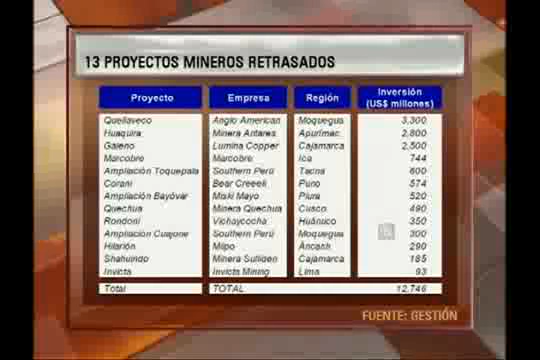 13 PROYECTOS MINEROS RETRASADOS
Proyecto Empresa Región Inversión (US$ millones)
Quellaveco Anglo American Moquegua 3,300
Huaquira Minera Antares Apurímac 2,800
Galeno Lumina Copper Cajamarca 2,500
Marcobre Marcobre Ica 744
Ampliación Toquepala Southern Perú Tacna 600
Corani Bear Creeeli Puno 574
Ampliación Bayóvar Miski Mayo Piura 520
Quechua Minera Quechua Cusco 490
Rondoní Vichaycocha Huánuco 350
Ampliación Cuajone Southern Perú Moquegua 300
Hilarión Milpo Áncash 290
Shahuindo Minera Sulliden Cajamarca 185
Invicta Invicta Mining Lima 93
Total TOTAL 12,746
FUENTE: GESTIÓN